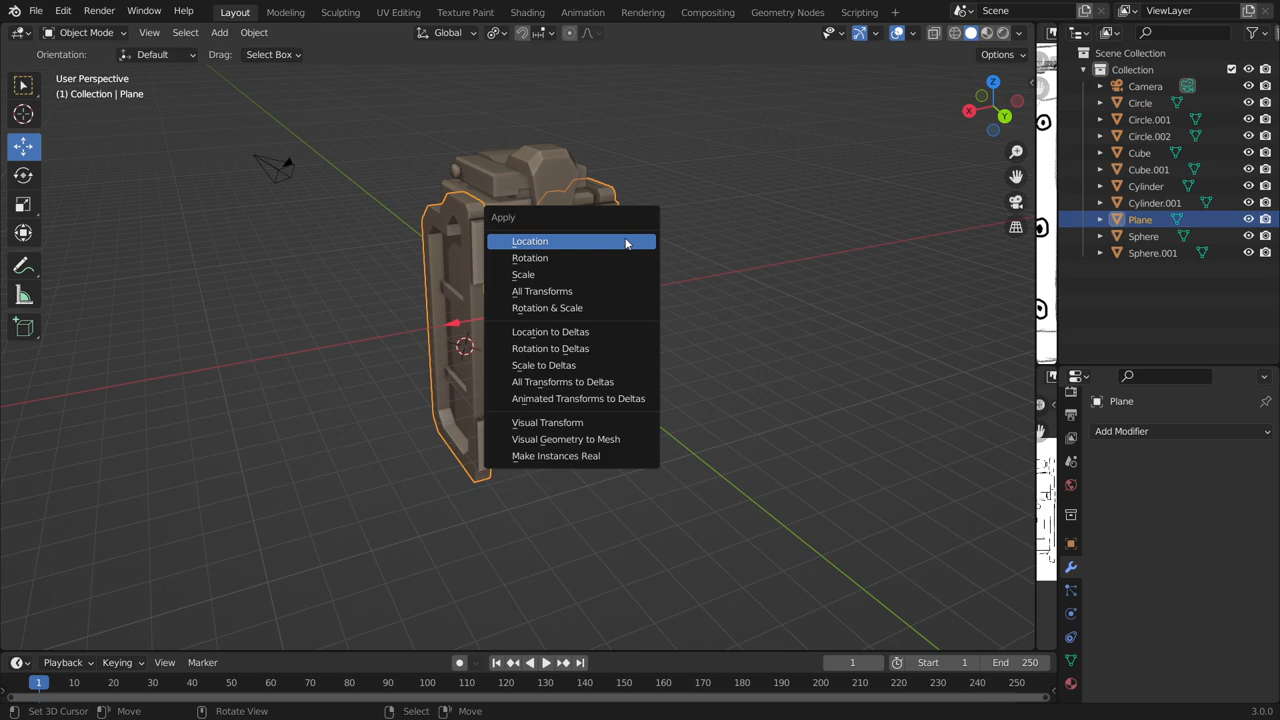 File Edit Render Window Help Layout Modeling Sculpting UV Editing Texture Paint Shading Animation Rendering Compositing Geometry Nodes Scripting + Scene ViewLayer
Object Mode Select Add Global
Orientation: Default Drag: Select Box Options
User Perspective
(1) Collection | Plane
X
Y
Z
Apply
Location
Rotation
Scale
All Transforms
Rotation & Scale
Location to Deltas
Rotation to Deltas
Scale to Deltas
All Transforms to Deltas
Animated Transforms to Deltas
Visual Transform
Visual Geometry to Mesh
Make Instances Real
Scene Collection
Collection
Camera
Circle
Circle.001
Circle.002
Cube
Cube.001
Cylinder
Cylinder.001
Plane
Sphere
Sphere.001
Plane
Add Modifier
Playback Keying View Marker 1 Start 1 End 250
1 10 20 30 40 50 60 70 80 90 100 110 120 130 140 150 160 170 180 190 200 210 220 230 240 250
Set 3D Cursor Move Rotate View Select Move 3.0.0